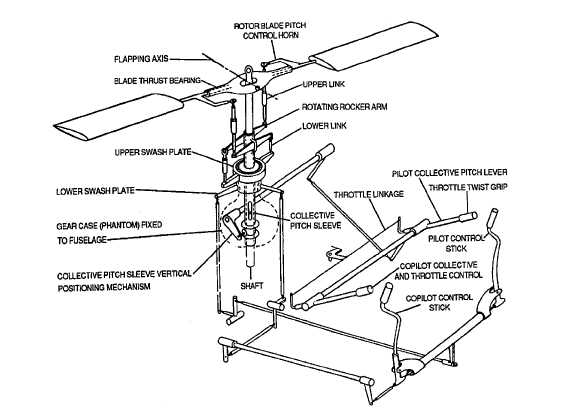 ROTOR BLADE PITCH
CONTROL HORN
FLAPPING AXIS
BLADE THRUST BEARING
UPPER LINK
ROTATING ROCKER ARM
LOWER LINK
UPPER SWASH PLATE
PILOT COLLECTIVE PITCH LEVER
THROTTLE TWIST GRIP
THROTTLE LINKAGE
LOWER SWASH PLATE
COLLECTIVE
PITCH SLEEVE
GEAR CASE (PHANTOM) FIXED
TO FUSELAGE
PILOT CONTROL
STICK
COLLECTIVE PITCH SLEEVE VERTICAL
POSITIONING MECHANISM
SHAFT
COPILOT COLLECTIVE
AND THROTTLE CONTROL
COPILOT CONTROL
STICK